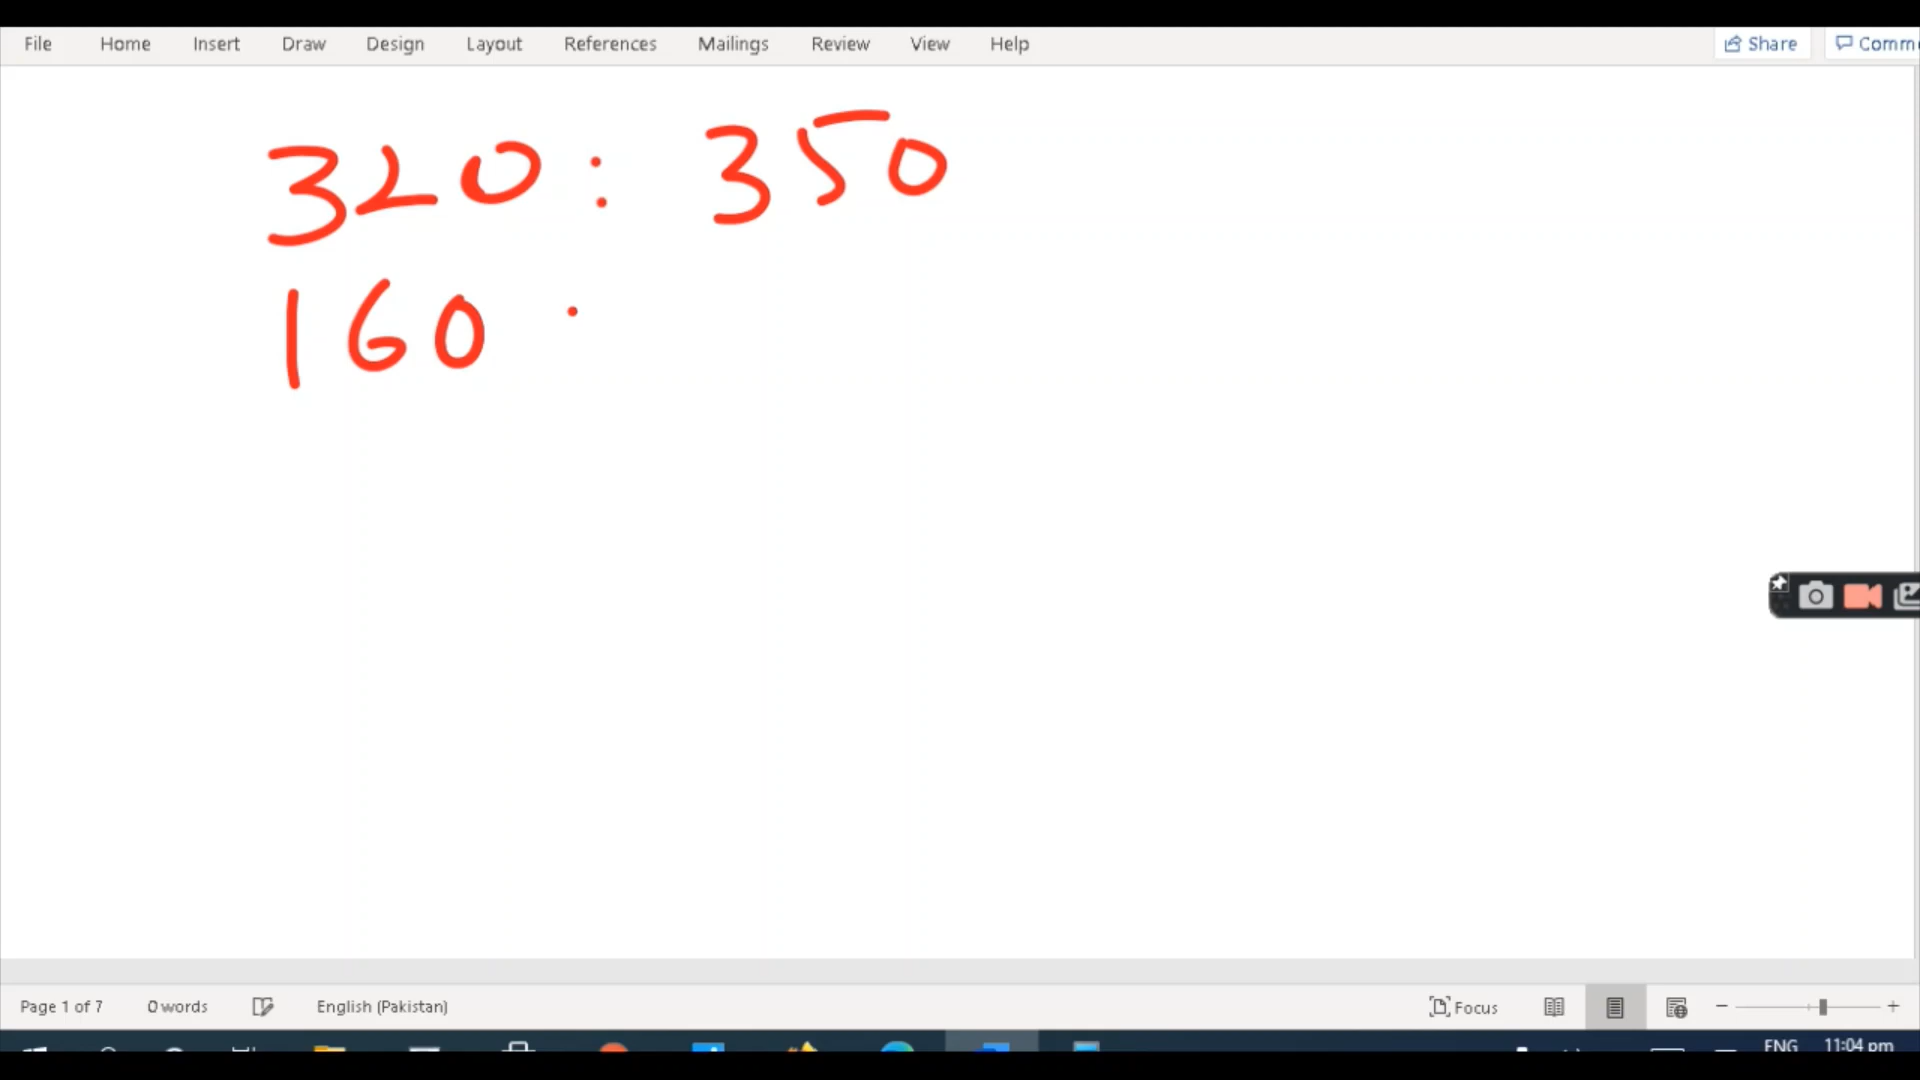 File Home Insert Draw Design Layout References Mailings Review View Help Share Comm
320 : 350
160 .
Page 1 of 7 0 words English (Pakistan) Focus
ENG 11:04 pm